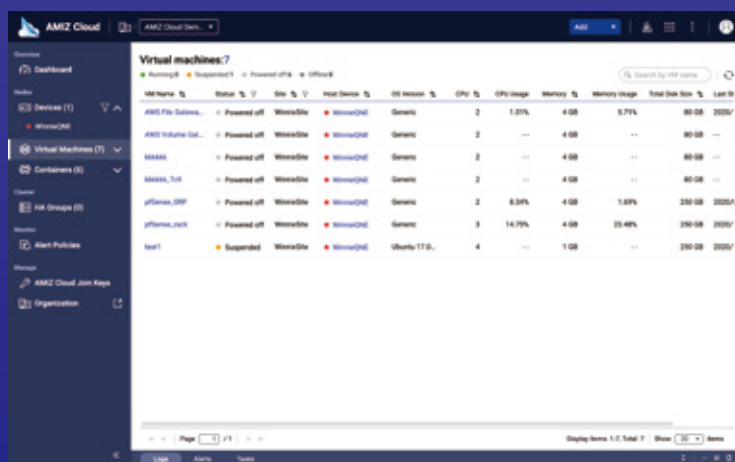 AMIZ Cloud
AMIZ Cloud Dem...
Add
Overview
Dashboard
Nodes
Devices (1)
WinnieQNE
Virtual Machines (7)
Containers (6)
Cluster
HA Groups (0)
Monitor
Alert Policies
Manage
AMIZ Cloud Join Keys
Organization
Virtual machines:7
Running:0 Suspended:1 Powered off:6 Offline:0
Search by VM name
VM Name Status Site Host Device OS Version CPU CPU Usage Memory Memory Usage Total Disk Size Last St
AWS File Gatewa... Powered off WinnieSite WinnieQNE Generic 2 1.01% 4 GB 5.71% 80 GB 2020/
AWS Volume Gat... Powered off WinnieSite WinnieQNE Generic 2 -- 4 GB -- 80 GB --
Powered off WinnieSite WinnieQNE Generic 2 -- 4 GB -- 80 GB --
Powered off WinnieSite WinnieQNE Generic 2 -- 4 GB -- 80 GB --
pfSense_SRP Powered off WinnieSite WinnieQNE Generic 2 8.34% 4 GB 1.69% 250 GB 2020/
pfSense_rack Powered off WinnieSite WinnieQNE Generic 3 14.75% 4 GB 23.48% 250 GB 2020/
test1 Suspended WinnieSite WinnieQNE Ubuntu 17.0... 4 -- 1 GB -- 250 GB 2020/
Page 1 /1
Display items: 1-7, Total: 7 Show 20 items
Logs Alerts Tasks